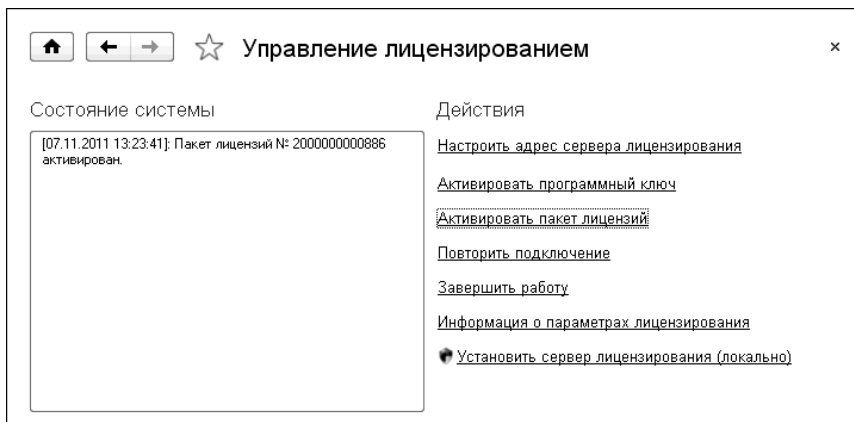 Управление лицензированием
Состояние системы
[07.11.2011 13:23:41]: Пакет лицензий № 2000000000886
активирован.
Действия
Настроить адрес сервера лицензирования
Активировать программный ключ
Активировать пакет лицензий
Повторить подключение
Завершить работу
Информация о параметрах лицензирования
Установить сервер лицензирования (локально)